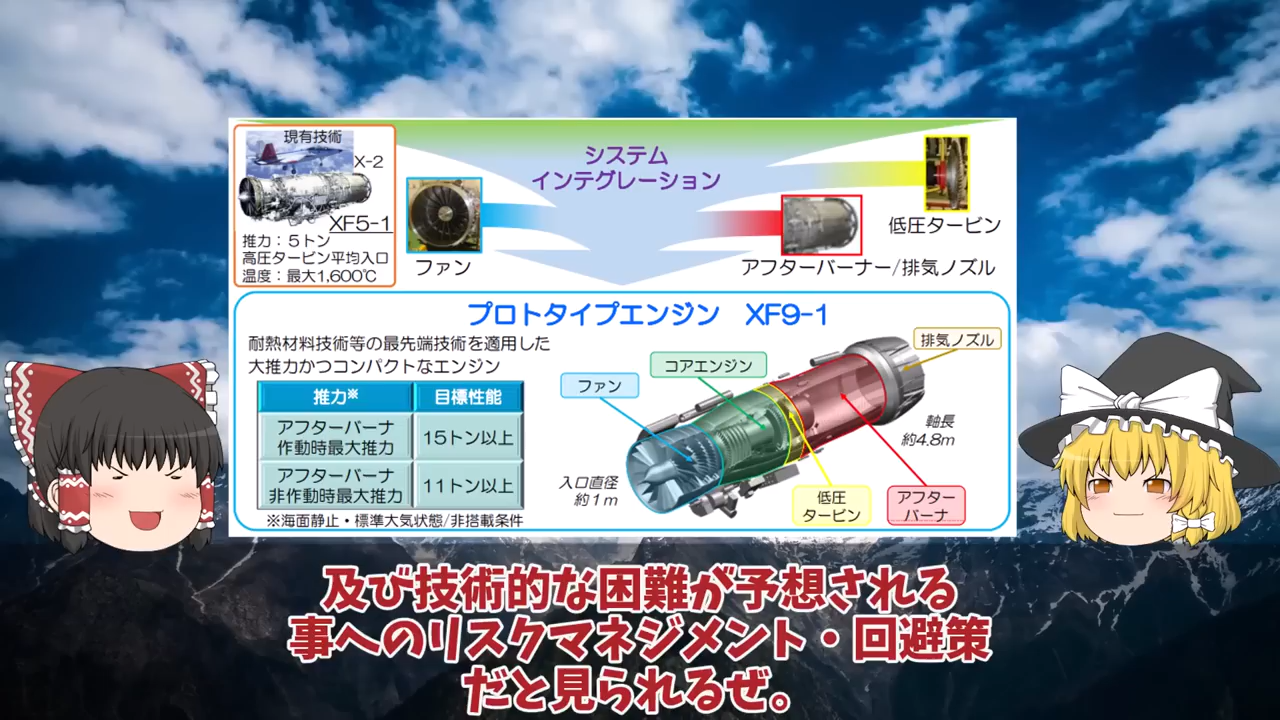 現有技術
X-2
XF5-1
推力：５トン
高圧タービン平均入口
温度：最大1,600℃
システム
インテグレーション
ファン
アフターバーナー/排気ノズル
低圧タービン
プロトタイプエンジン　XF9-1
耐熱材料技術等の最先端技術を適用した
大推力かつコンパクトなエンジン
推力※
目標性能
アフターバーナ
作動時最大推力
15トン以上
アフターバーナ
非作動時最大推力
11トン以上
※海面静止・標準大気状態/非搭載条件
ファン
コアエンジン
排気ノズル
入口直径
約１ｍ
軸長
約4.8m
低圧
タービン
アフター
バーナ
及び技術的な困難が予想される
事へのリスクマネジメント・回避策
だと見られるぜ。